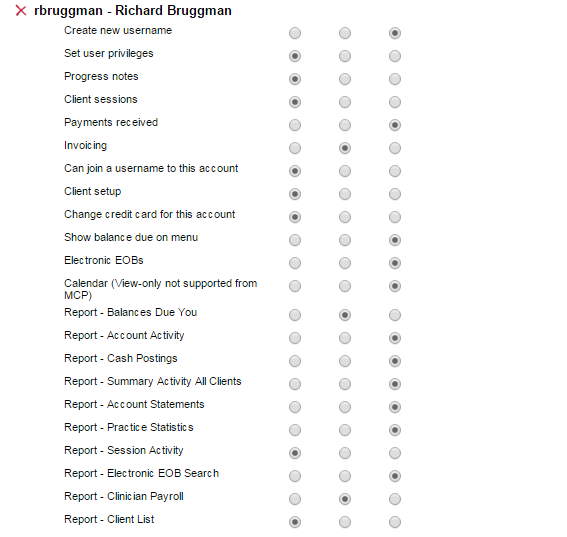 rbruggman - Richard Bruggman
Create new username
Set user privileges
Progress notes
Client sessions
Payments received
Invoicing
Can join a username to this account
Client setup
Change credit card for this account
Show balance due on menu
Electronic EOBs
Calendar (View-only not supported from
MCP)
Report - Balances Due You
Report - Account Activity
Report - Cash Postings
Report - Summary Activity All Clients
Report - Account Statements
Report - Practice Statistics
Report - Session Activity
Report - Electronic EOB Search
Report - Clinician Payroll
Report - Client List